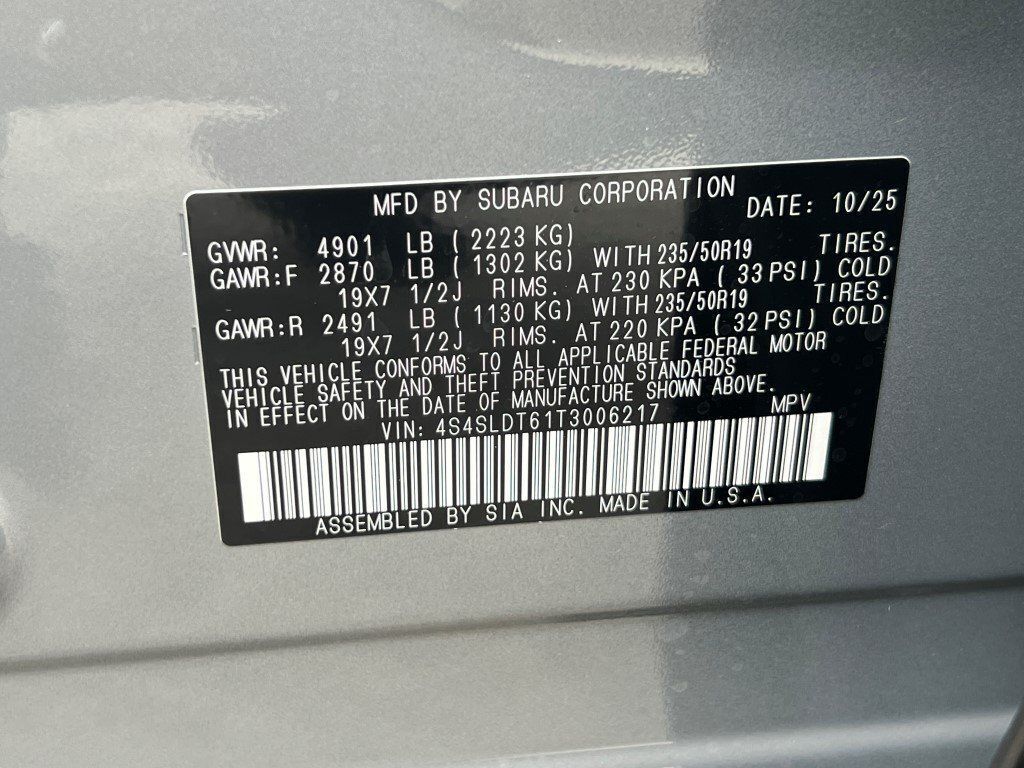 MFD BY SUBARU CORPORATION DATE: 10/25
GVWR: 4901 LB ( 2223 KG)
GAWR:F 2870 LB ( 1302 KG) WITH 235/50R19 TIRES.
19X7 1/2J RIMS. AT 230 KPA ( 33 PSI) COLD
GAWR:R 2491 LB ( 1130 KG) WITH 235/50R19 TIRES.
19X7 1/2J RIMS. AT 220 KPA ( 32 PSI) COLD
THIS VEHICLE CONFORMS TO ALL APPLICABLE FEDERAL MOTOR
VEHICLE SAFETY AND THEFT PREVENTION STANDARDS
IN EFFECT ON THE DATE OF MANUFACTURE SHOWN ABOVE.
VIN: 4S4SLDT61T3006217 MPV
ASSEMBLED BY SIA INC. MADE IN U.S.A.